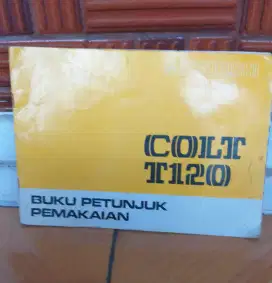 COLT
T120
BUKU PETUNJUK
PEMAKAIAN